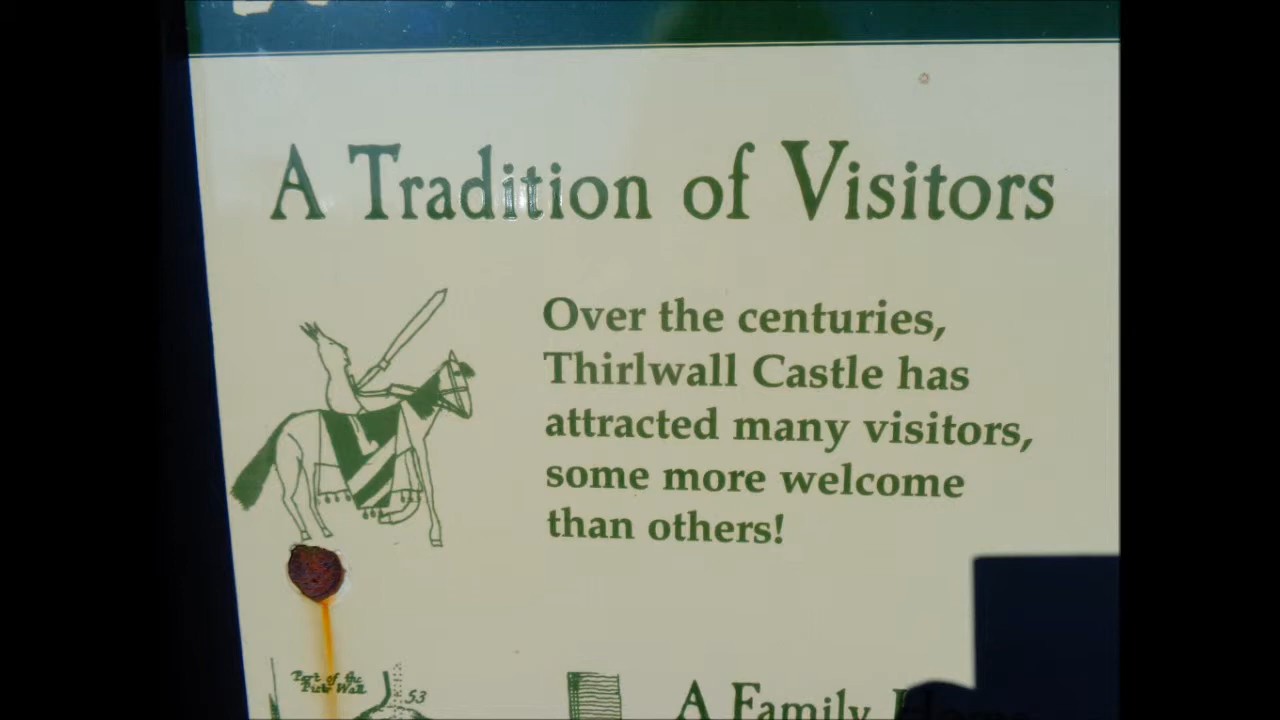 A Tradition of Visitors
Over the centuries,
Thirlwall Castle has
attracted many visitors,
some more welcome
than others!
Part of the
Picts Wall
53
A Family